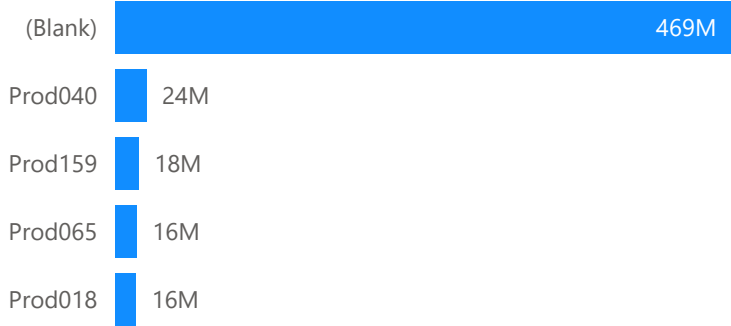 (Blank) 469M
Prod040 24M
Prod159 18M
Prod065 16M
Prod018 16M